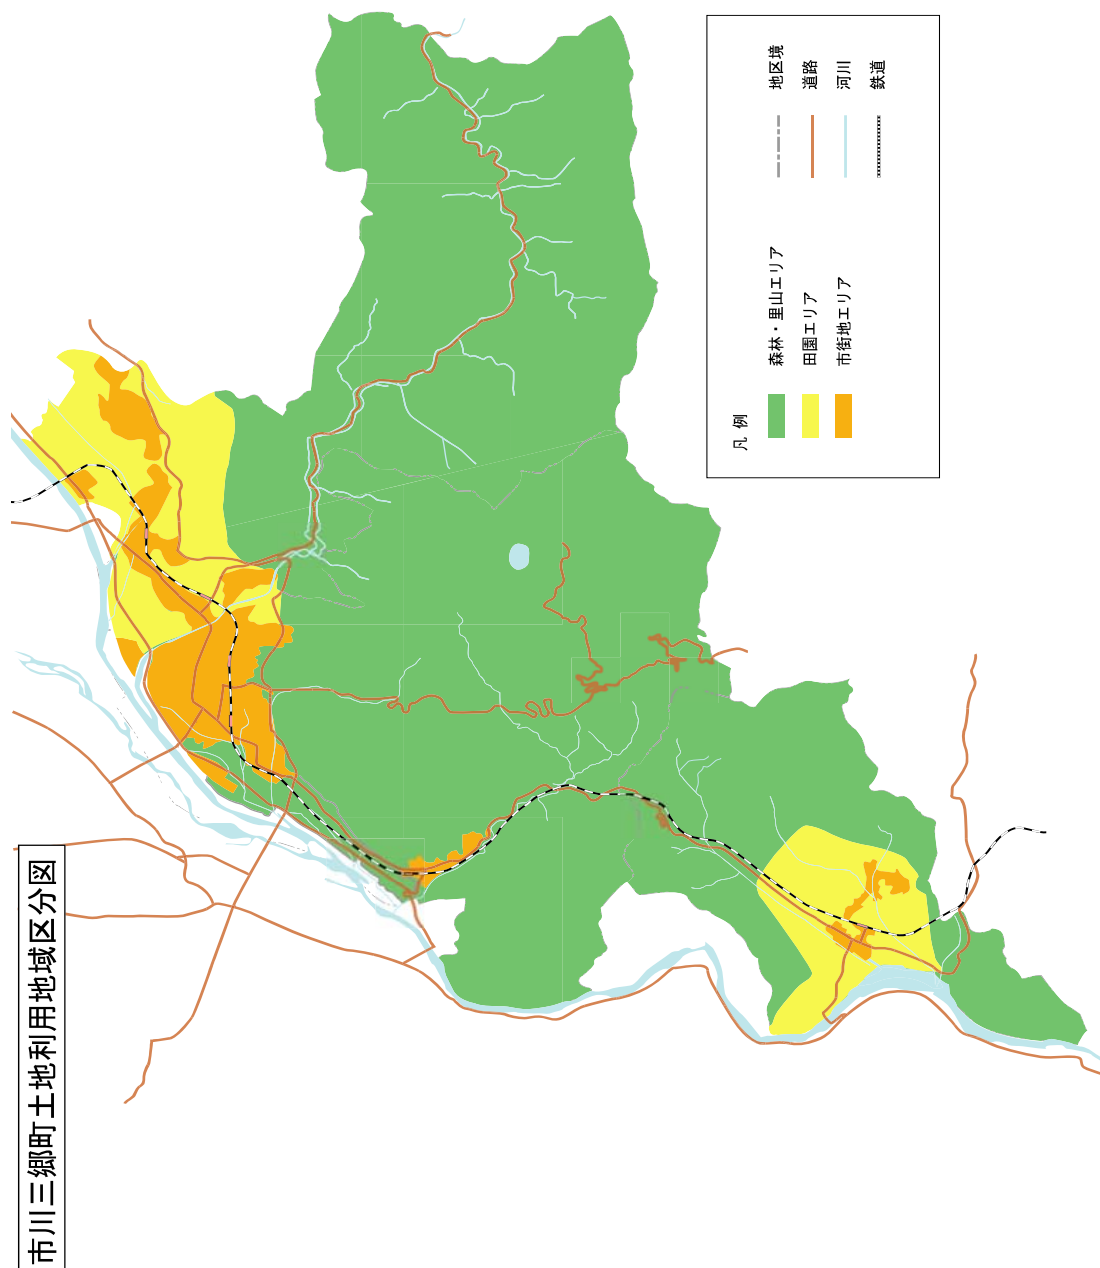 市川三郷町土地利用地域区分図
凡 例
森林・里山エリア
田園エリア
市街地エリア
地区境
道路
河川
鉄道